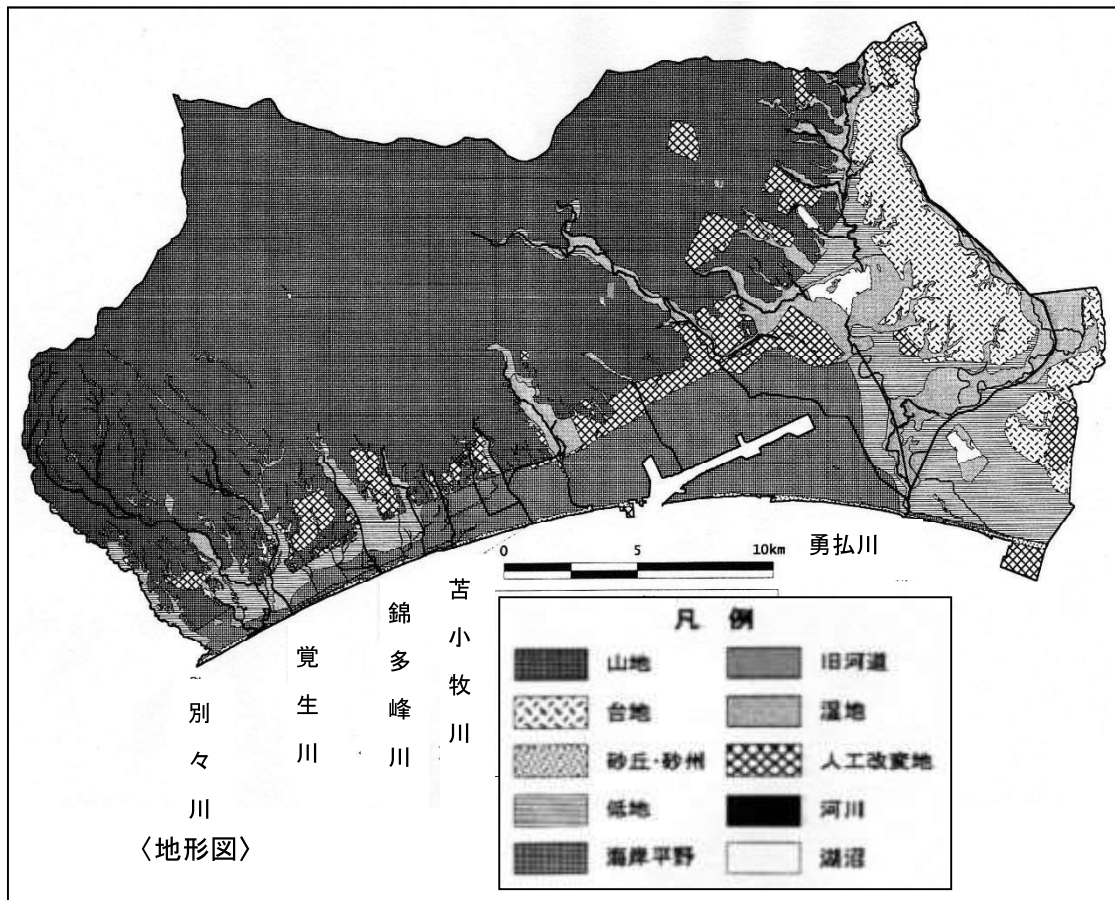 0 5 10km
勇払川
苫小牧川
錦多峰川
覚生川
別々川
〈地形図〉
凡 例
山地
旧河道
台地
湿地
砂丘・砂州
人工改変地
低地
河川
海岸平野
湖沼